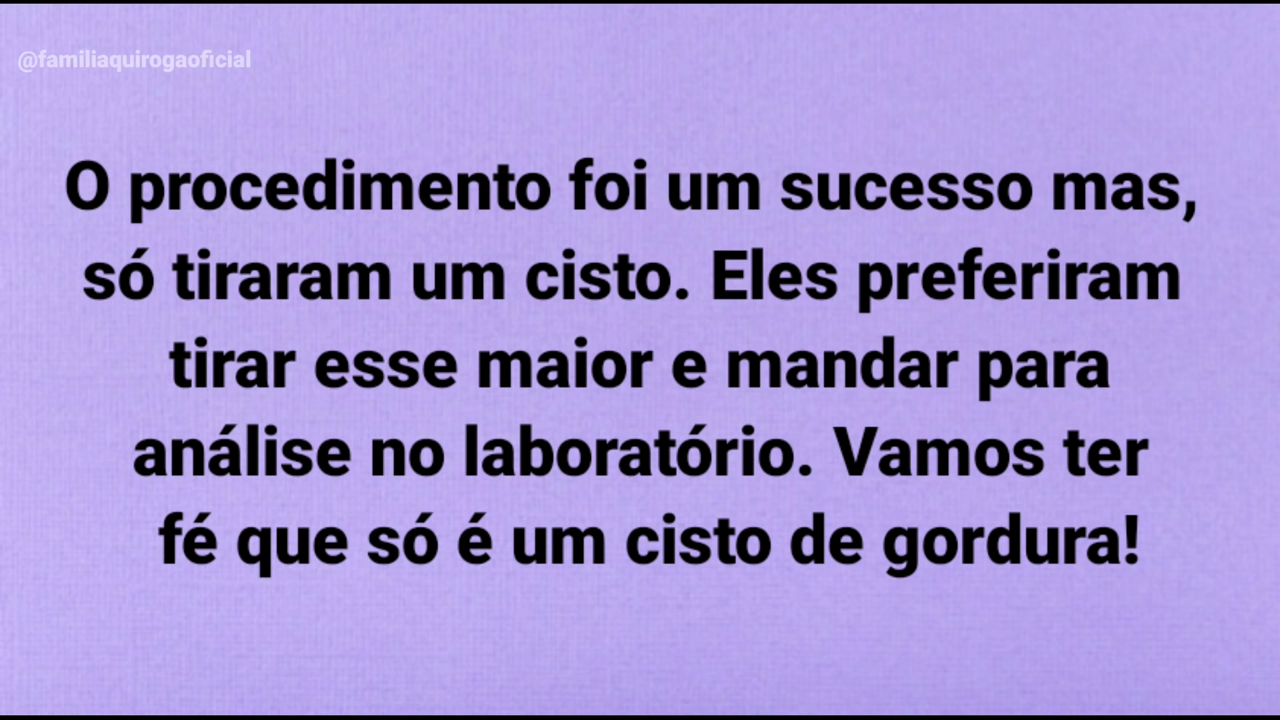 @familiaquirogaoficial
O procedimento foi um sucesso mas,
só tiraram um cisto. Eles preferiram
tirar esse maior e mandar para
análise no laboratório. Vamos ter
fé que só é um cisto de gordura!